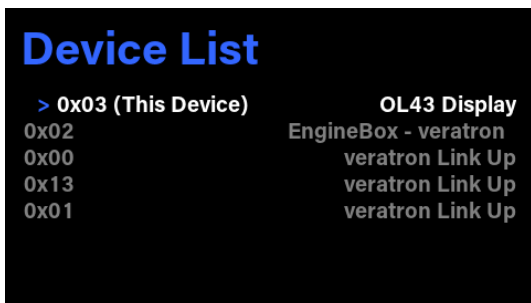 Device List
> 0x03 (This Device) OL43 Display
0x02 EngineBox - veratron
0x00 veratron Link Up
0x13 veratron Link Up
0x01 veratron Link Up